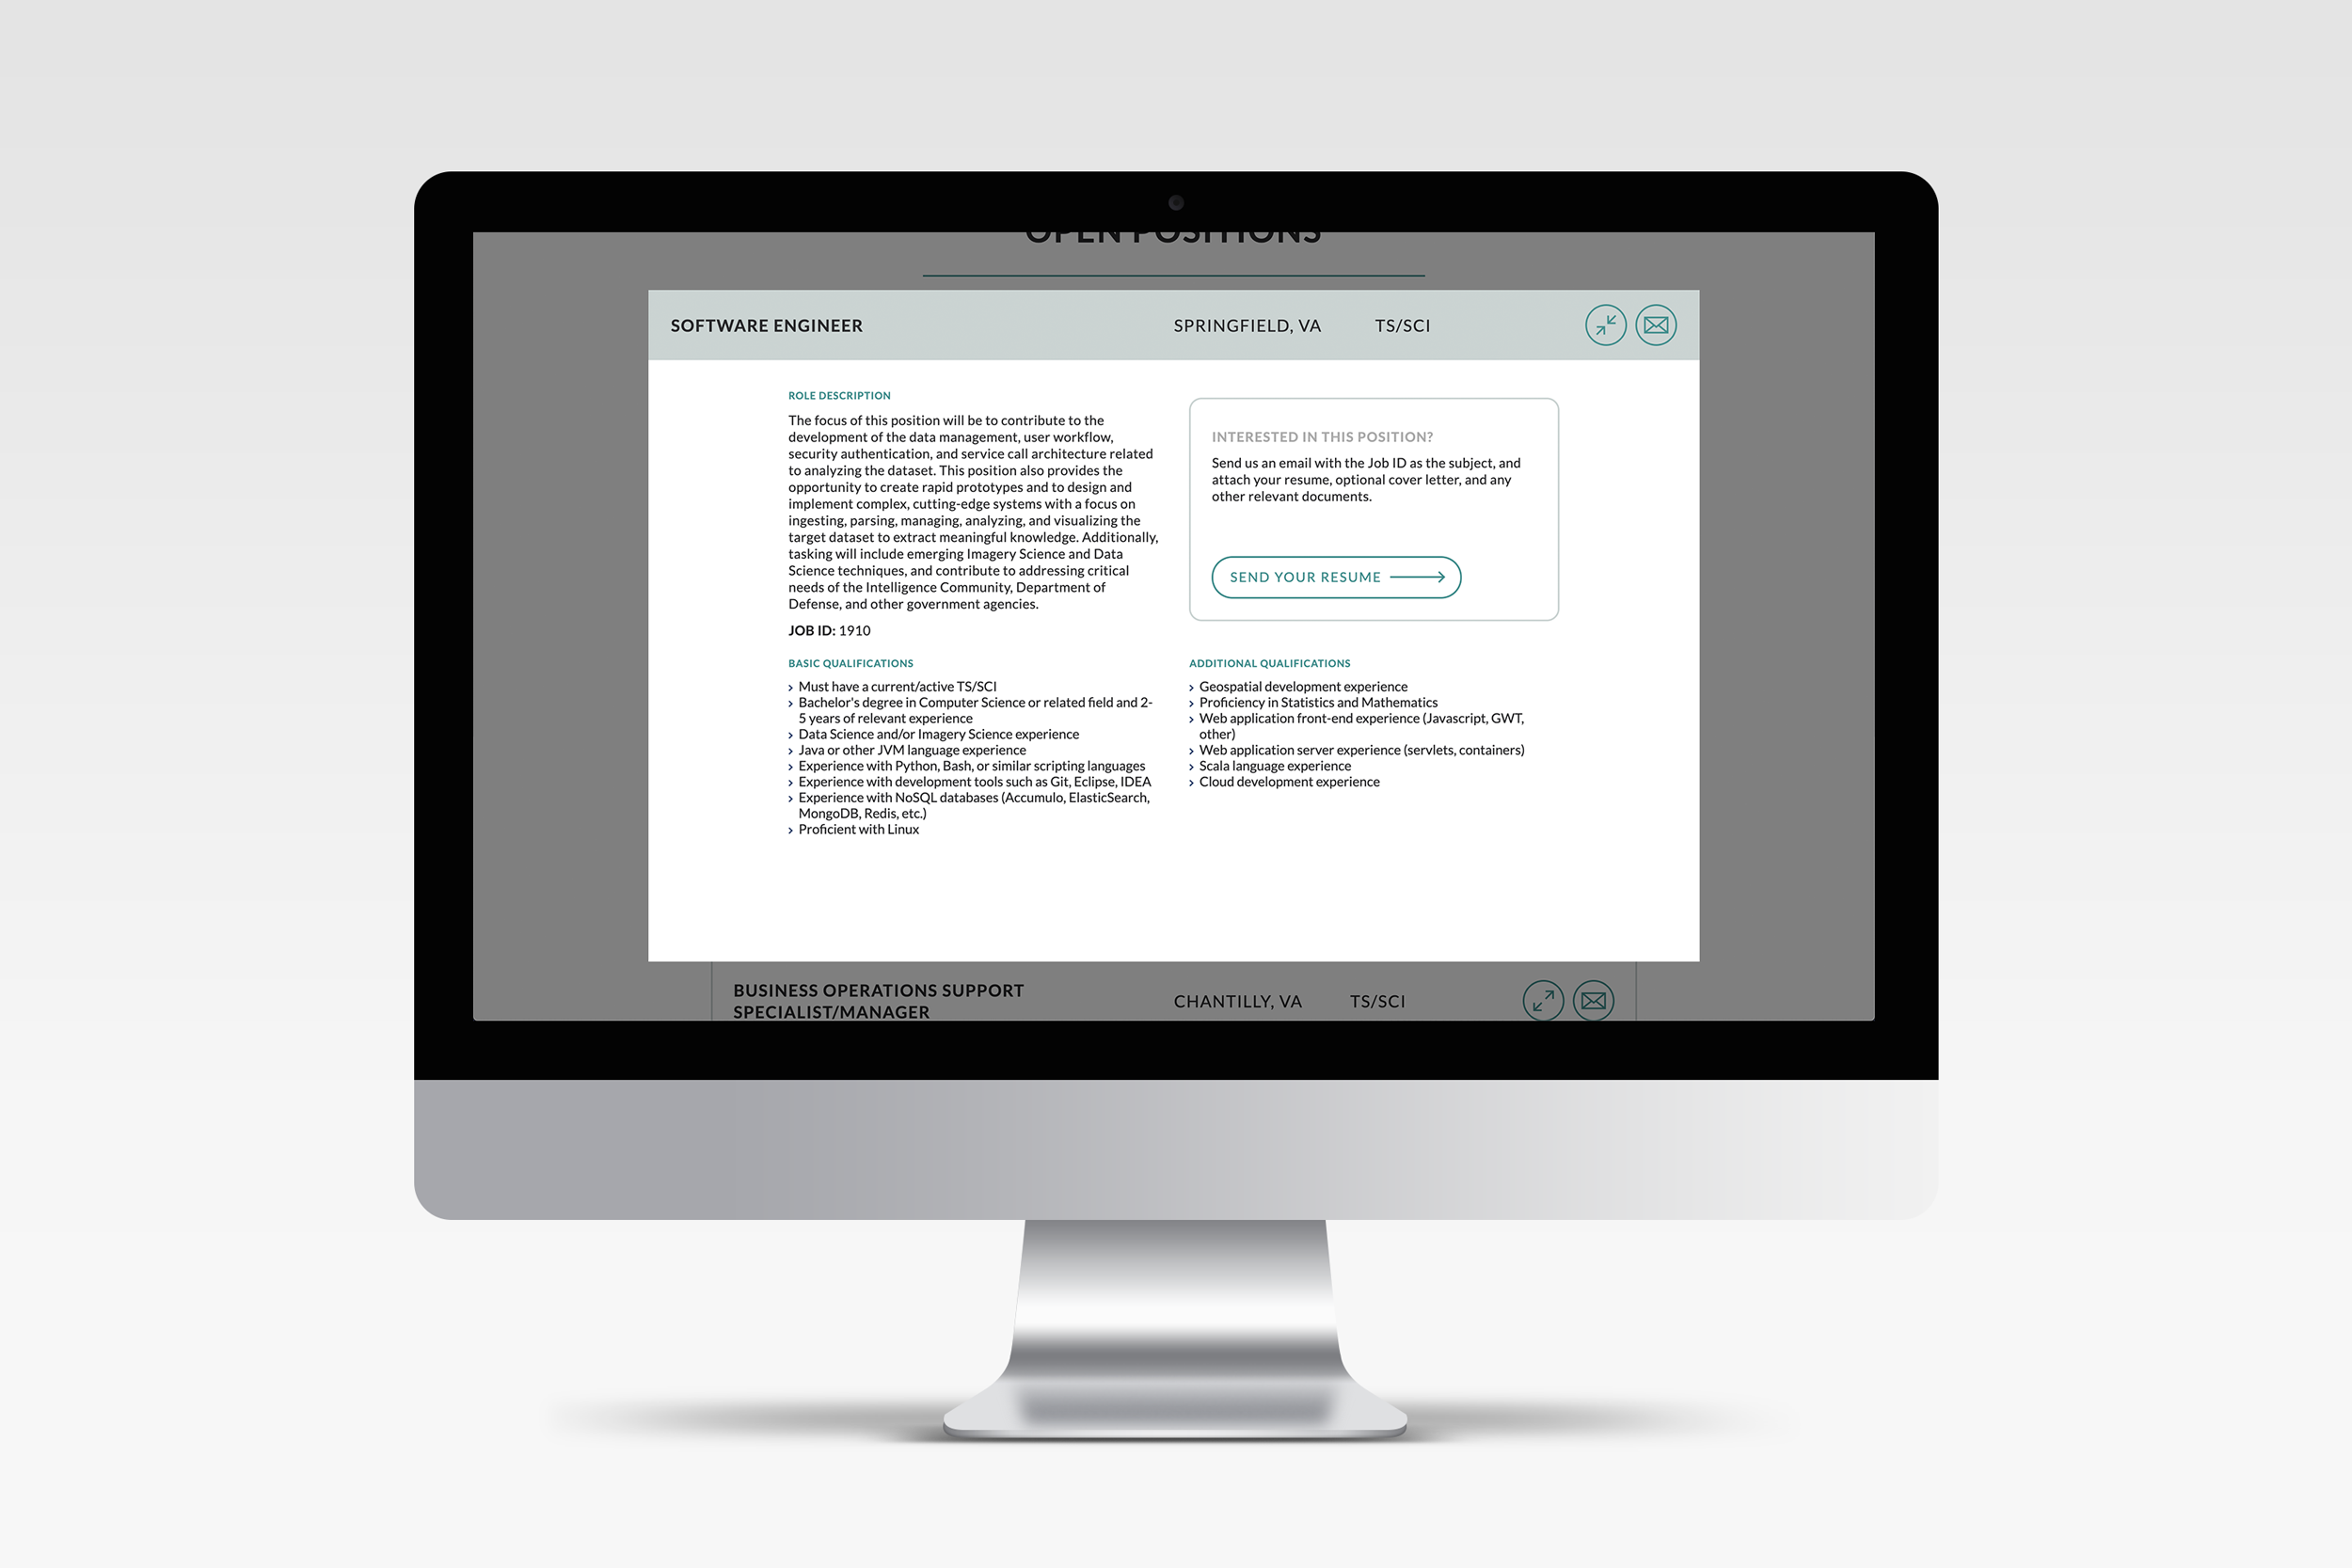 OPEN POSITIONS
SOFTWARE ENGINEER
SPRINGFIELD, VA
TS/SCI
ROLE DESCRIPTION
The focus of this position will be to contribute to the
development of the data management, user workflow,
security authentication, and service call architecture related
to analyzing the dataset. This position also provides the
opportunity to create rapid prototypes and to design and
implement complex, cutting-edge systems with a focus on
ingesting, parsing, managing, analyzing, and visualizing the
target dataset to extract meaningful knowledge. Additionally,
tasking will include emerging Imagery Science and Data
Science techniques, and contribute to addressing critical
needs of the Intelligence Community, Department of
Defense, and other government agencies.
JOB ID: 1910
INTERESTED IN THIS POSITION?
Send us an email with the Job ID as the subject, and
attach your resume, optional cover letter, and any
other relevant documents.
SEND YOUR RESUME
BASIC QUALIFICATIONS
Must have a current/active TS/SCI
Bachelor's degree in Computer Science or related field and 2-
5 years of relevant experience
Data Science and/or Imagery Science experience
Java or other JVM language experience
Experience with Python, Bash, or similar scripting languages
Experience with development tools such as Git, Eclipse, IDEA
Experience with NoSQL databases (Accumulo, ElasticSearch,
MongoDB, Redis, etc.)
Proficient with Linux
ADDITIONAL QUALIFICATIONS
Geospatial development experience
Proficiency in Statistics and Mathematics
Web application front-end experience (Javascript, GWT,
other)
Web application server experience (servlets, containers)
Scala language experience
Cloud development experience
BUSINESS OPERATIONS SUPPORT
SPECIALIST/MANAGER
CHANTILLY, VA
TS/SCI